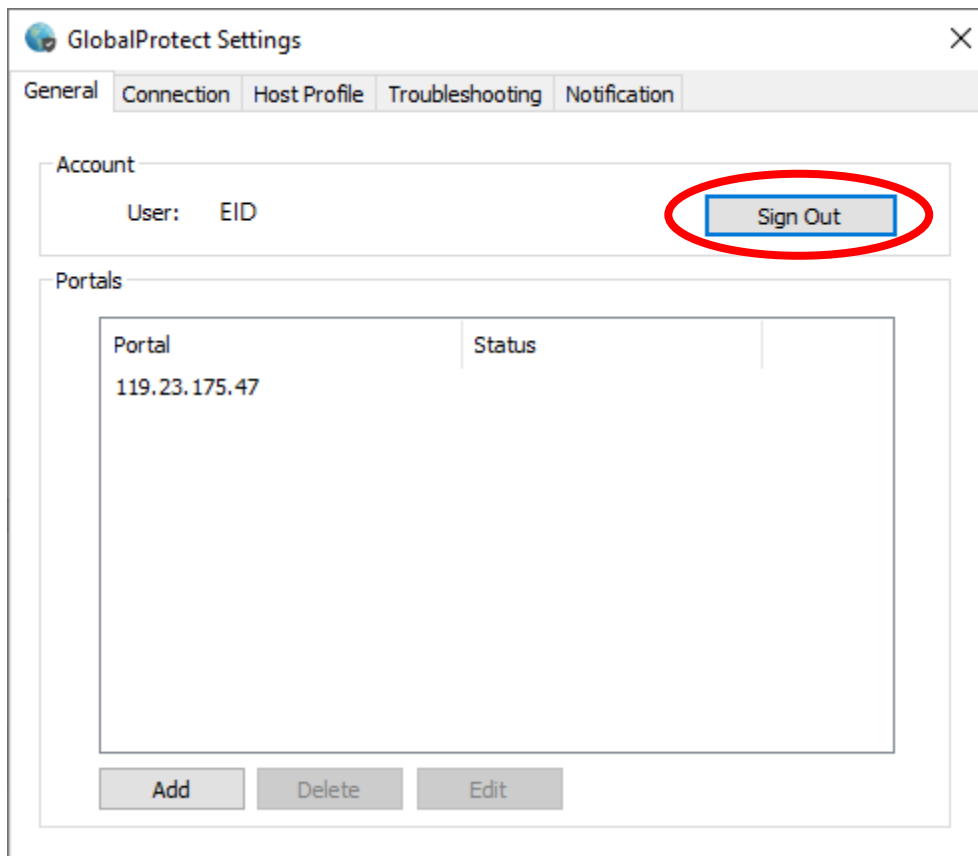 GlobalProtect Settings
General Connection Host Profile Troubleshooting Notification
Account
User: EID Sign Out
Portals
Portal Status
119.23.175.47
Add Delete Edit